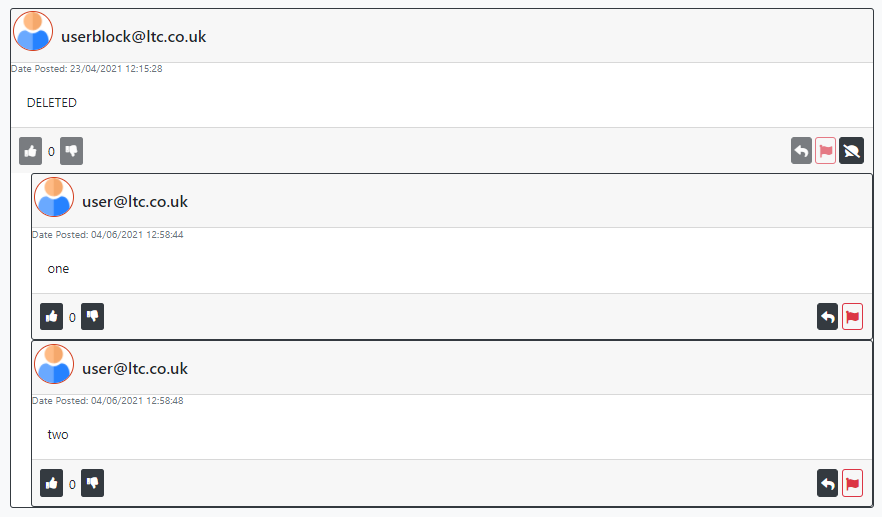 userblock@ltc.co.uk
Date Posted: 23/04/2021 12:15:28
DELETED
0
user@ltc.co.uk
Date Posted: 04/06/2021 12:58:44
one
0
user@ltc.co.uk
Date Posted: 04/06/2021 12:58:48
two
0